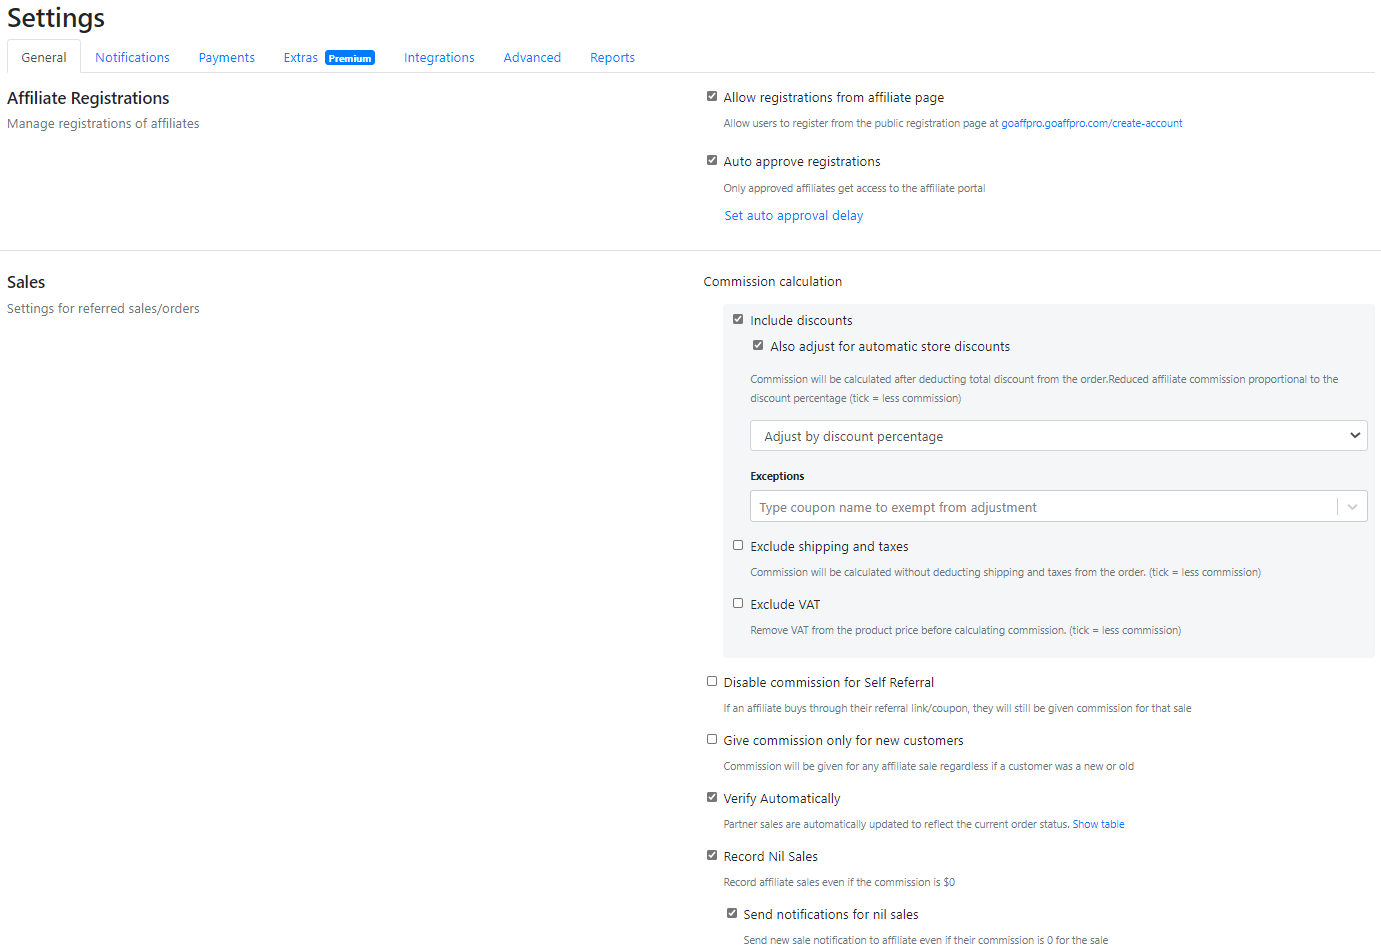 Settings
General Notifications Payments Extras Premium Integrations Advanced Reports
Affiliate Registrations
Manage registrations of affiliates
Allow registrations from affiliate page
Allow users to register from the public registration page at goaffpro.goaffpro.com/create-account
Auto approve registrations
Only approved affiliates get access to the affiliate portal
Set auto approval delay
Sales
Settings for referred sales/orders
Commission calculation
Include discounts
Also adjust for automatic store discounts
Commission will be calculated after deducting total discount from the order.Reduced affiliate commission proportional to the
discount percentage (tick = less commission)
Adjust by discount percentage
Exceptions
Type coupon name to exempt from adjustment
Exclude shipping and taxes
Commission will be calculated without deducting shipping and taxes from the order. (tick = less commission)
Exclude VAT
Remove VAT from the product price before calculating commission. (tick = less commission)
Disable commission for Self Referral
If an affiliate buys through their referral link/coupon, they will still be given commission for that sale
Give commission only for new customers
Commission will be given for any affiliate sale regardless if a customer was a new or old
Verify Automatically
Partner sales are automatically updated to reflect the current order status. Show table
Record Nil Sales
Record affiliate sales even if the commission is $0
Send notifications for nil sales
Send new sale notification to affiliate even if their commission is 0 for the sale